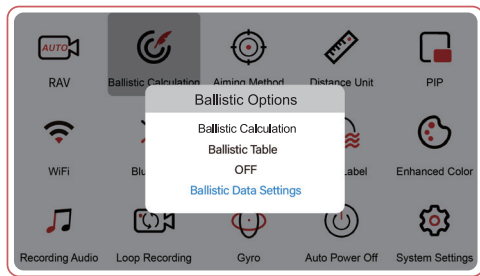 AUTO
RAV
Ballistic Calculation
Aiming Method
Distance Unit
PIP
Ballistic Options
Ballistic Calculation
Ballistic Table
OFF
Ballistic Data Settings
WiFi
Blu
Label
Enhanced Color
Recording Audio
Loop Recording
Gyro
Auto Power Off
System Settings